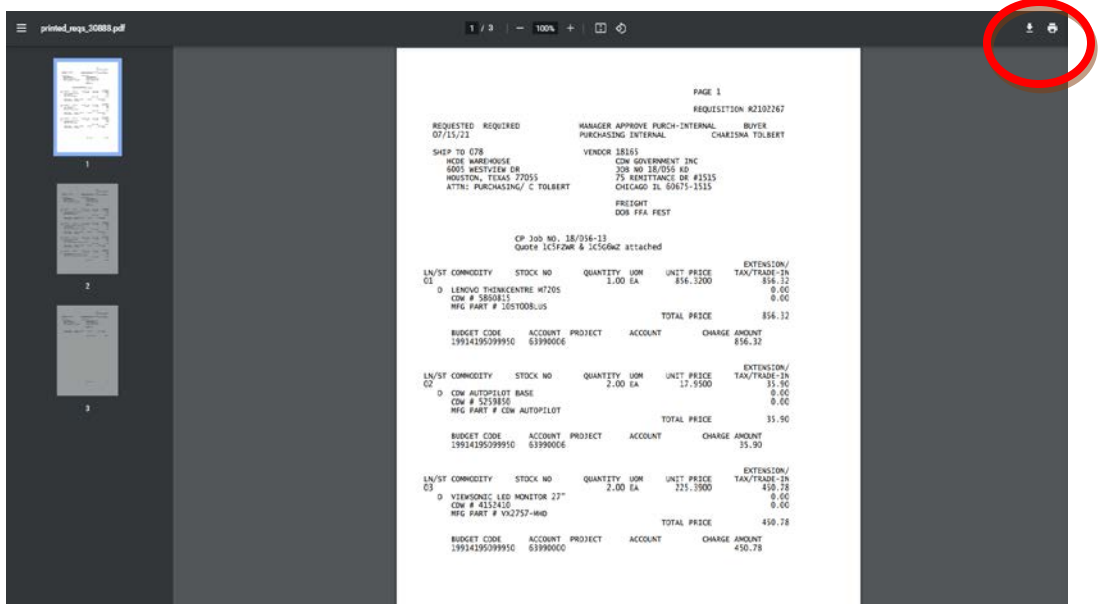 printed_reqs_30888.pdf
1 / 3 — 100% +
1
2
3
PAGE 1
REQUISITION R2102267
REQUESTED REQUIRED MANAGER APPROVE PURCH-INTERNAL BUYER
07/15/21 PURCHASING INTERNAL CHARISMA TOLBERT
SHIP TO 078 VENDOR 18165
HCDE WAREHOUSE CDW GOVERNMENT INC
6005 WESTVIEW DR JOB NO 18/056 KD
HOUSTON, TEXAS 77055 75 REMITTANCE DR #1515
ATTN: PURCHASING/ C TOLBERT CHICAGO IL 60675-1515
FREIGHT
DOB FFA FEST
CP Job NO. 18/056-13
Quote 1C5FZWR & 1C5G6WZ attached
EXTENSION/
LN/ST COMMODITY STOCK NO QUANTITY UOM UNIT PRICE TAX/TRADE-IN
01 1.00 EA 856.3200 856.32
O LENOVO THINKCENTRE M720S 0.00
CDW # 5860815 0.00
MFG PART # 10ST008LUS
TOTAL PRICE 856.32
BUDGET CODE ACCOUNT PROJECT ACCOUNT CHARGE AMOUNT
19914195099950 63990006 856.32
EXTENSION/
LN/ST COMMODITY STOCK NO QUANTITY UOM UNIT PRICE TAX/TRADE-IN
02 2.00 EA 17.9500 35.90
O CDW AUTOPILOT BASE 0.00
CDW # 5259850 0.00
MFG PART # CDW AUTOPILOT
TOTAL PRICE 35.90
BUDGET CODE ACCOUNT PROJECT ACCOUNT CHARGE AMOUNT
19914195099950 63990006 35.90
EXTENSION/
LN/ST COMMODITY STOCK NO QUANTITY UOM UNIT PRICE TAX/TRADE-IN
03 2.00 EA 225.3900 450.78
O VIEWSONIC LED MONITOR 27" 0.00
CDW # 4152410 0.00
MFG PART # VX2757-MHD
TOTAL PRICE 450.78
BUDGET CODE ACCOUNT PROJECT ACCOUNT CHARGE AMOUNT
19914195099950 63990000 450.78